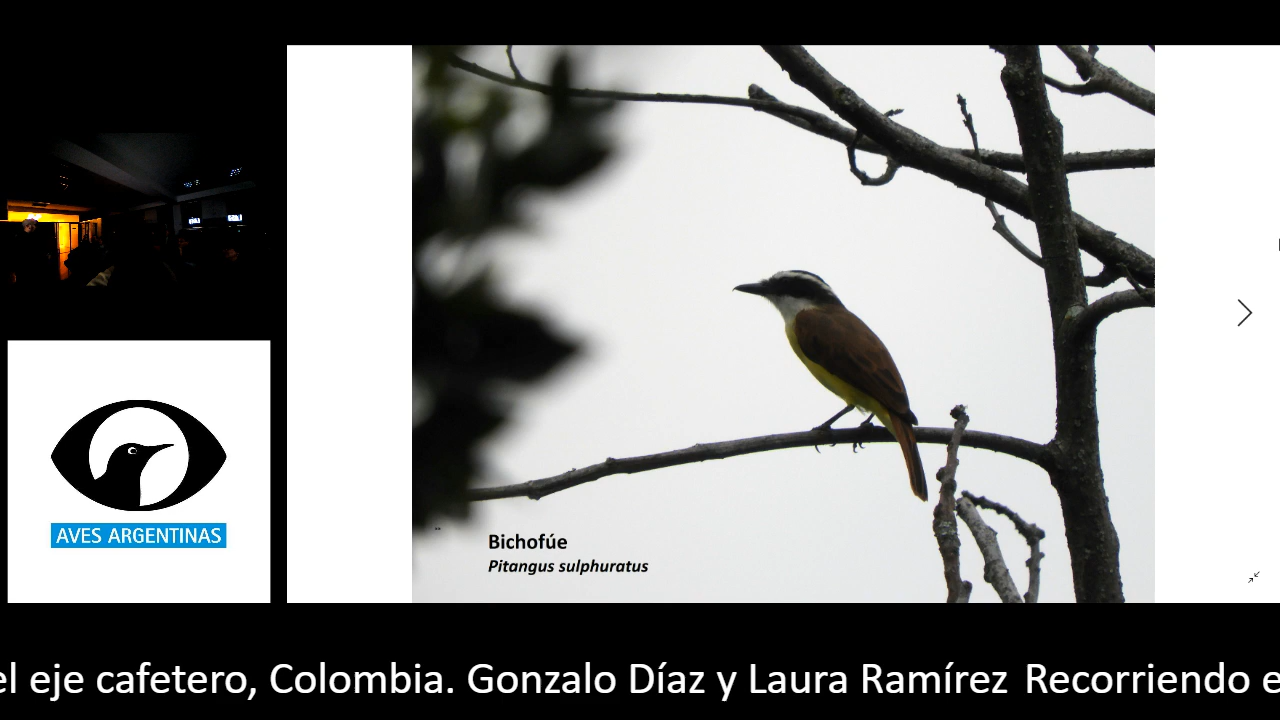 AVES ARGENTINAS
Bichofúe
Pitangus sulphuratus
el eje cafetero, Colombia. Gonzalo Díaz y Laura Ramírez Recorriendo e